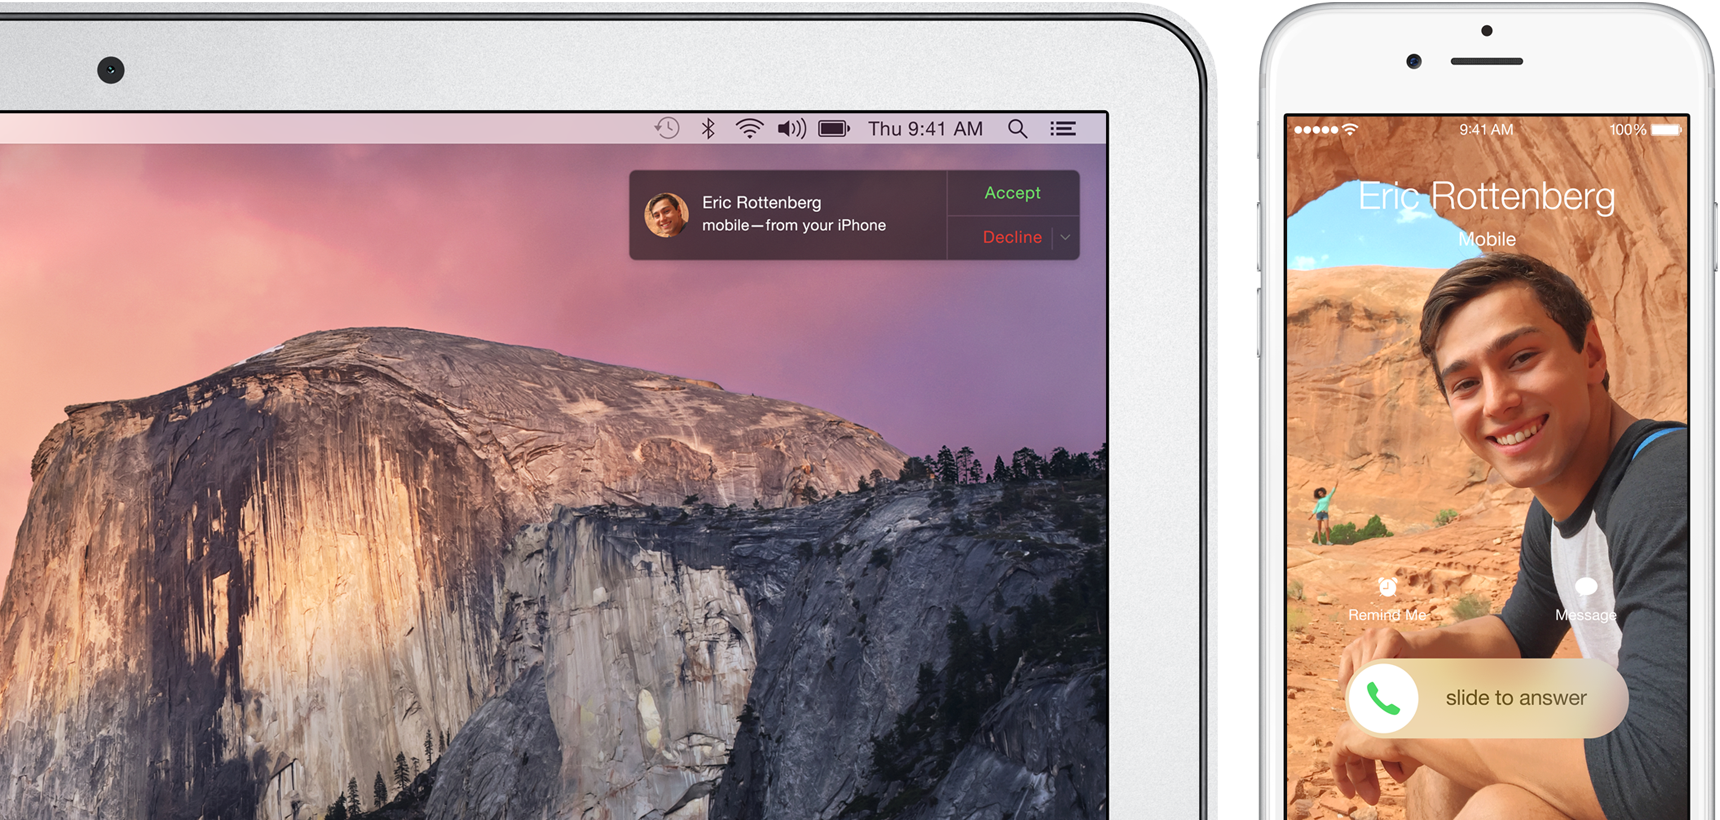 Thu 9:41 AM
Eric Rottenberg
mobile—from your iPhone
Accept
Decline
9:41 AM
100%
Eric Rottenberg
Mobile
Remind Me
Message
slide to answer